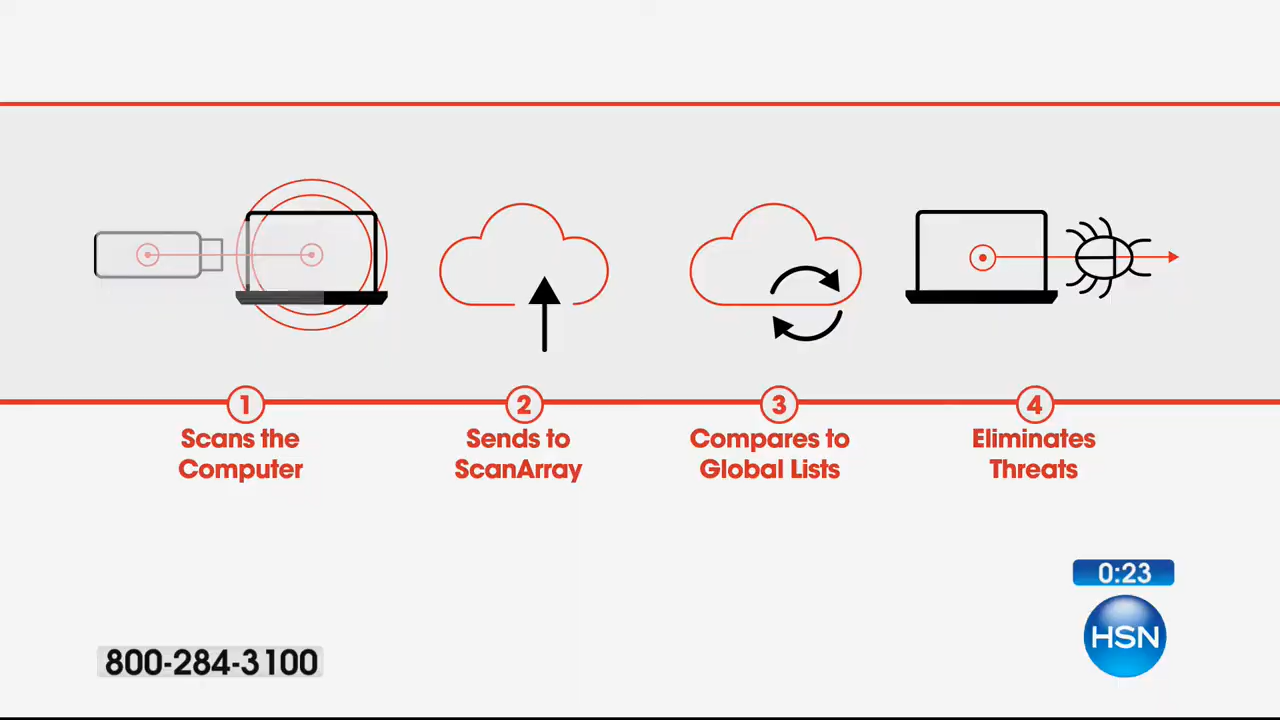 1
Scans the
Computer
2
Sends to
ScanArray
3
Compares to
Global Lists
4
Eliminates
Threats
0:23
HSN
800-284-3100